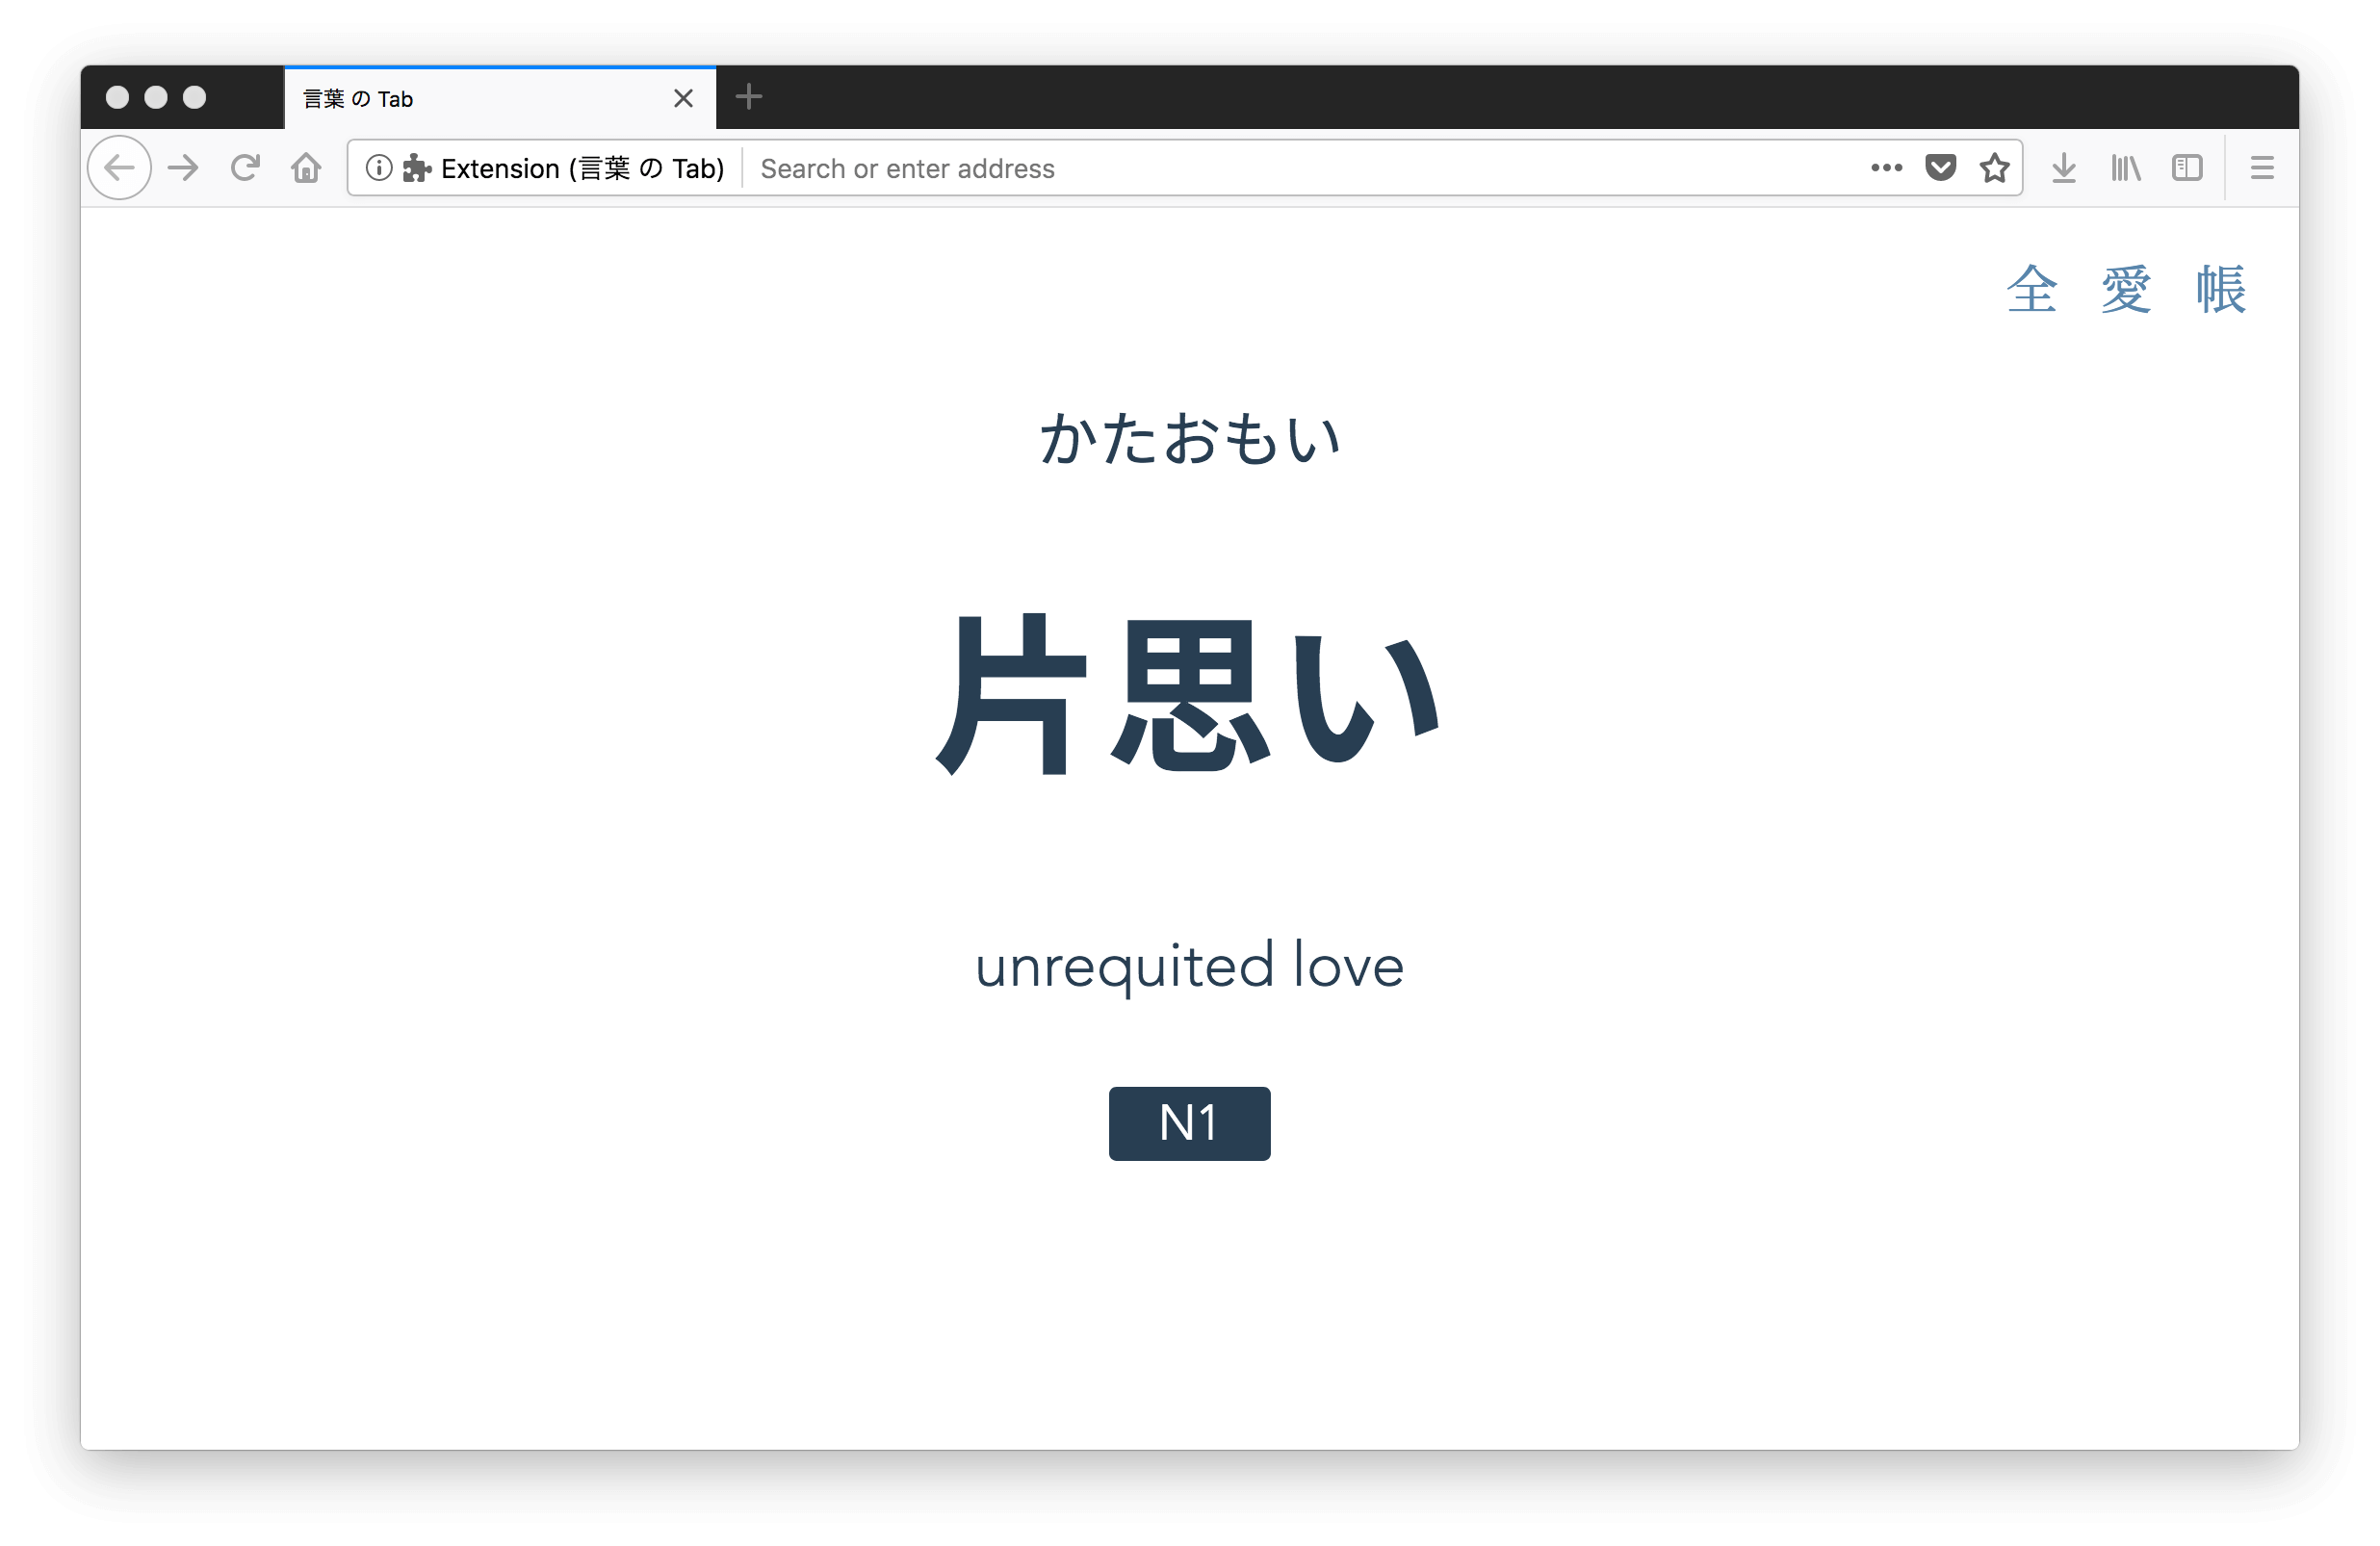 言葉 の Tab
Extension (言葉 の Tab) Search or enter address
全 愛 帳
かたおもい
片思い
unrequited love
N1